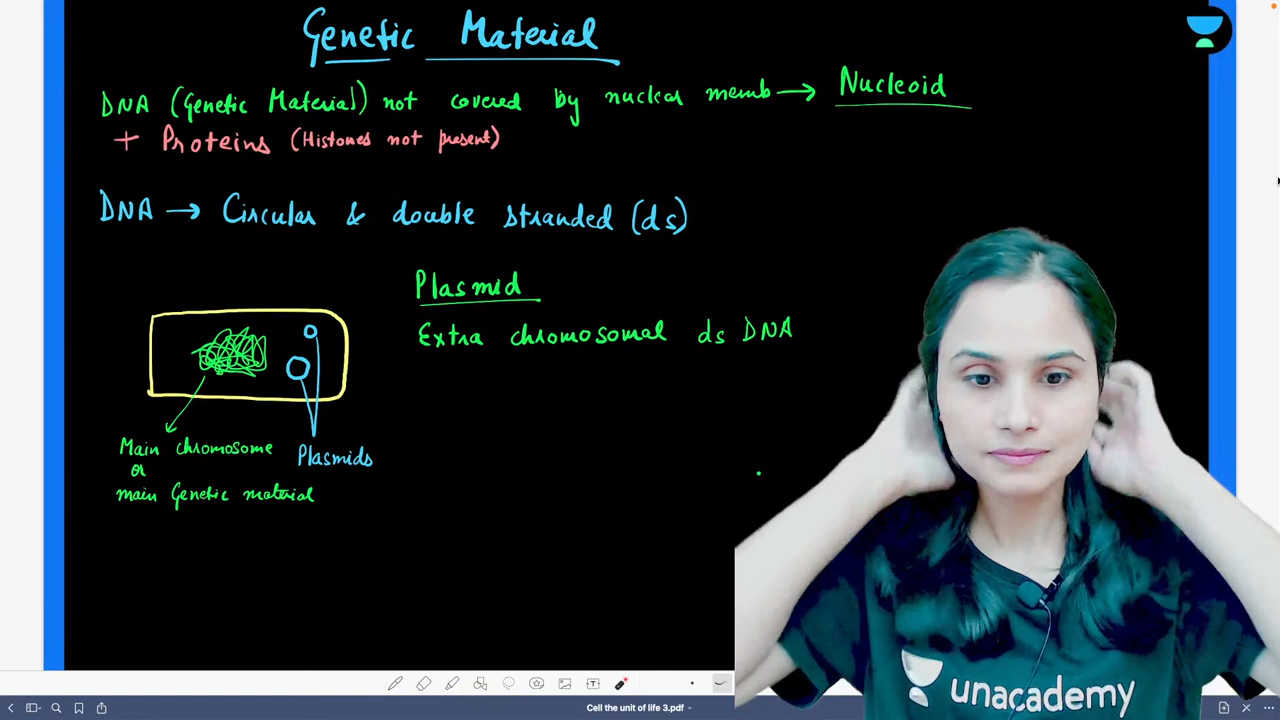 Genetic Material
DNA (Genetic Material) not covered by nuclear memb → Nucleoid
+ Proteins (Histones not present)
DNA → Circular & double stranded (ds)
Plasmid
Extra chromosomal ds DNA
Main chromosome
or
main Genetic material
Plasmids
unacademy
Cell the unit of life 3.pdf